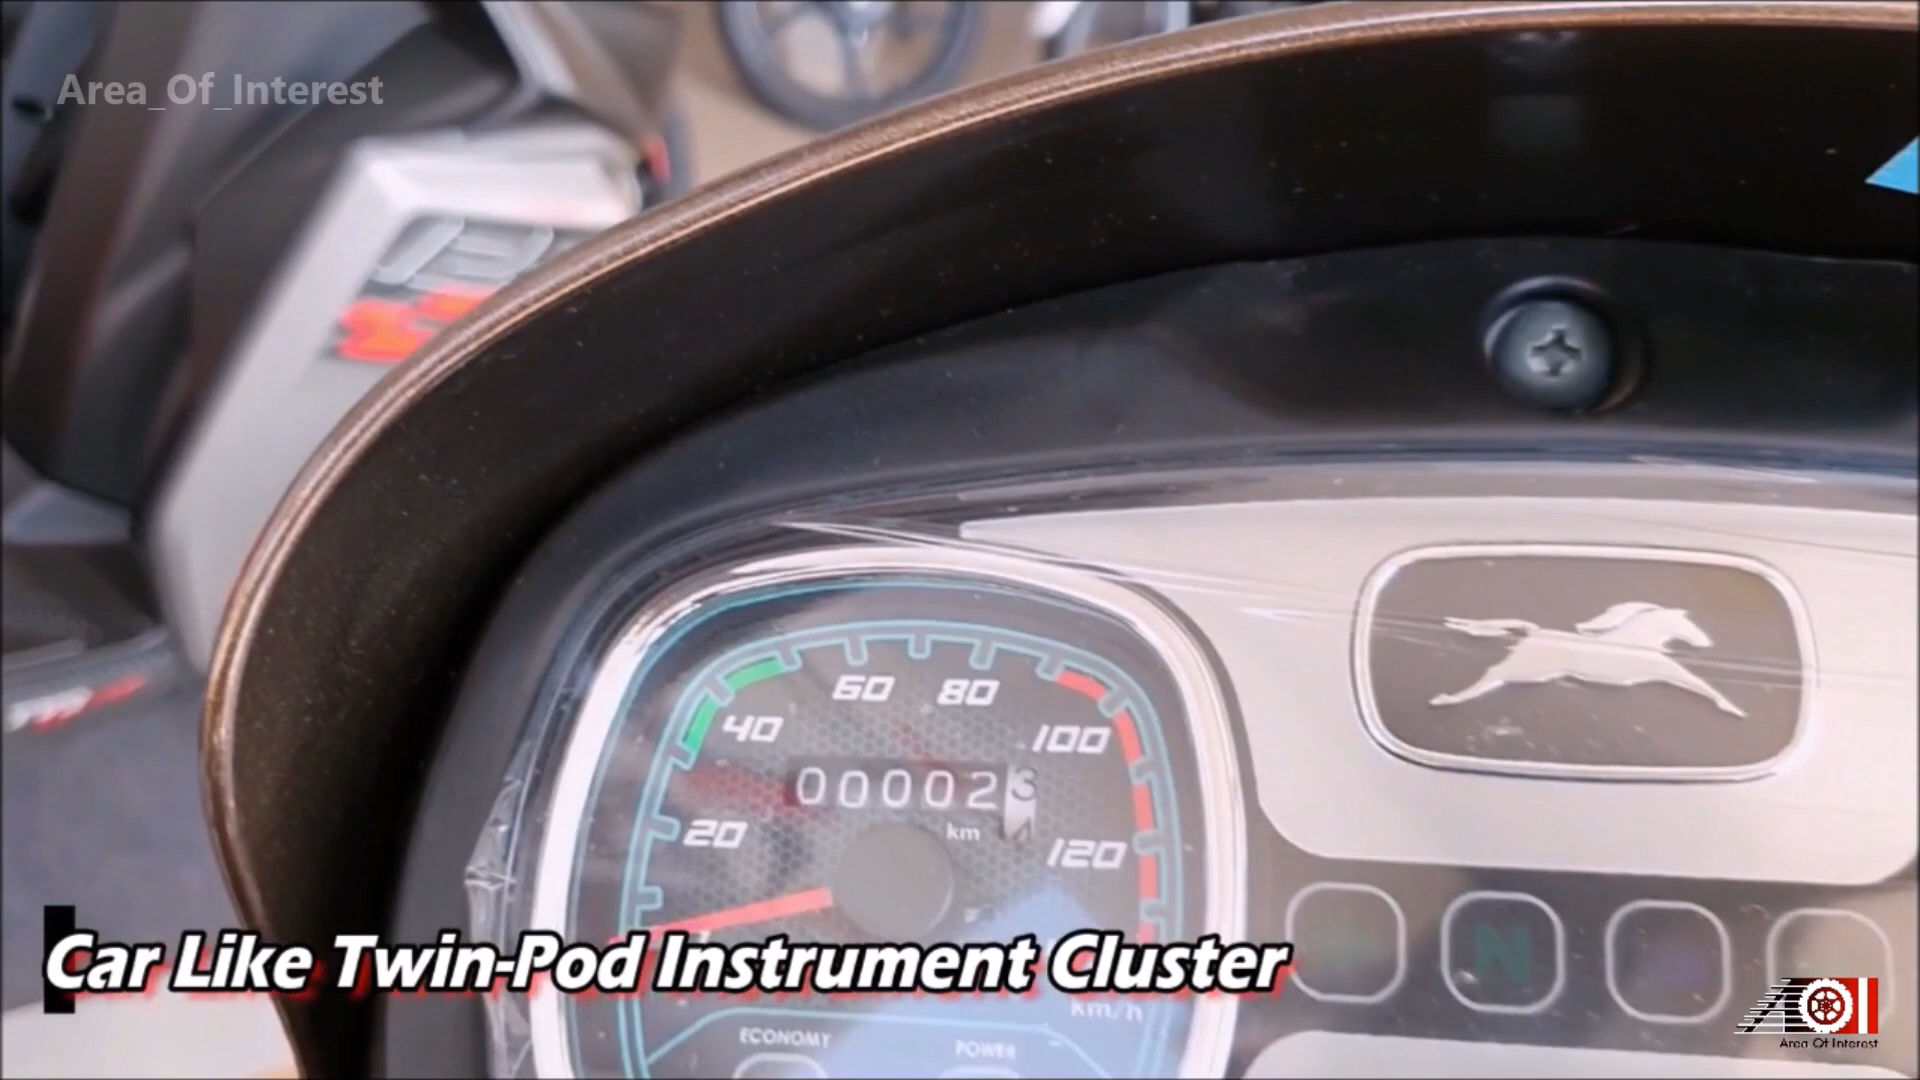 Area_Of_Interest
60 80
40 100
000023
km
20 120
Car Like Twin-Pod Instrument Cluster
km/h
ECONOMY POWER
N
Area Of Interest